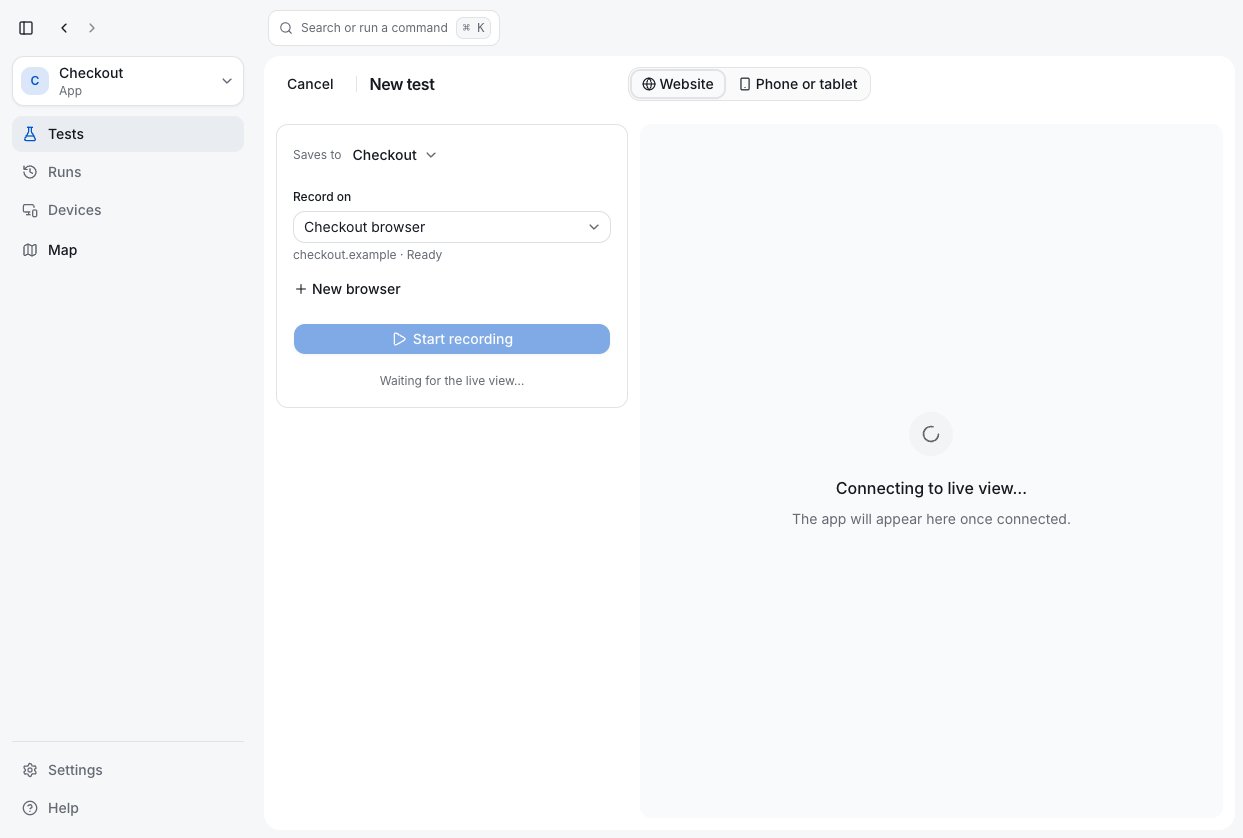 Search or run a command ⌘ K
C
Checkout
App
Tests
Runs
Devices
Map
Settings
Help
Cancel
New test
Website
Phone or tablet
Saves to Checkout
Record on
Checkout browser
checkout.example · Ready
New browser
Start recording
Waiting for the live view...
Connecting to live view...
The app will appear here once connected.